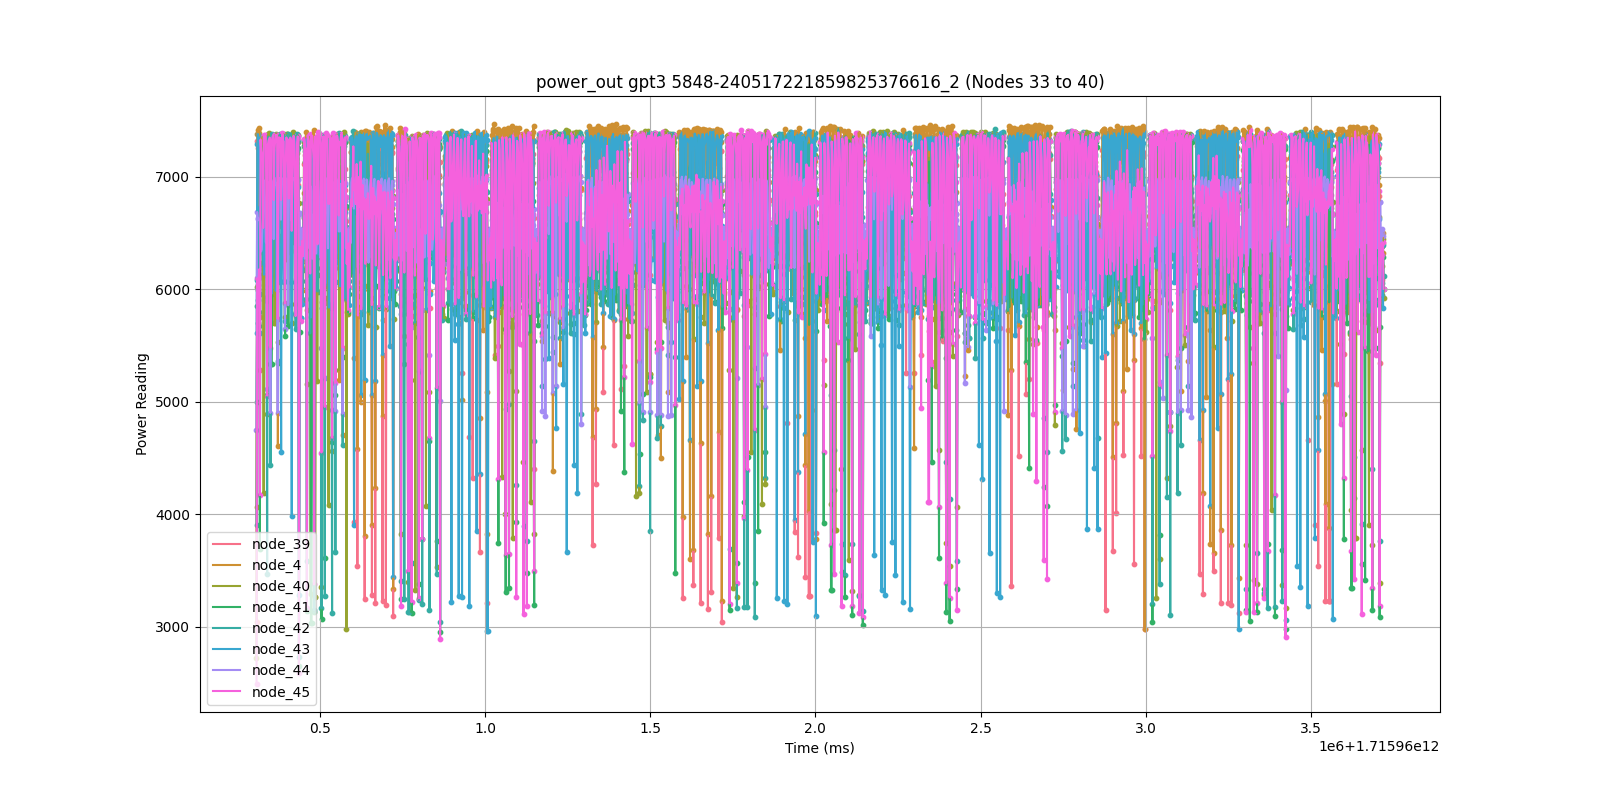 power_out gpt3 5848-240517221859825376616_2 (Nodes 33 to 40)
Power Reading
7000
6000
5000
4000
3000
node_39
node_4
node_40
node_41
node_42
node_43
node_44
node_45
0.5 1.0 1.5 2.0 2.5 3.0 3.5
Time (ms)
1e6+1.71596e12